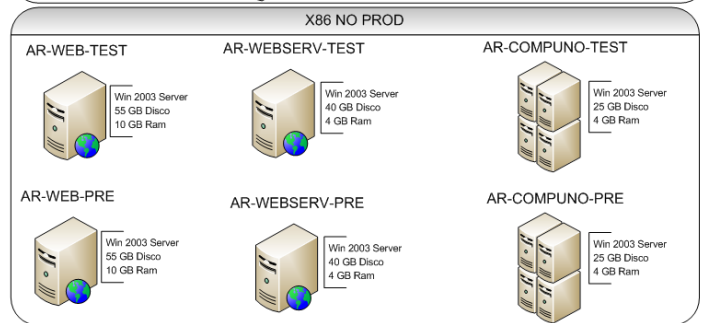 X86 NO PROD
AR-WEB-TEST
Win 2003 Server
55 GB Disco
10 GB Ram
AR-WEBSERV-TEST
Win 2003 Server
40 GB Disco
4 GB Ram
AR-COMPUNO-TEST
Win 2003 Server
25 GB Disco
4 GB Ram
AR-WEB-PRE
Win 2003 Server
55 GB Disco
10 GB Ram
AR-WEBSERV-PRE
Win 2003 Server
40 GB Disco
4 GB Ram
AR-COMPUNO-PRE
Win 2003 Server
25 GB Disco
4 GB Ram